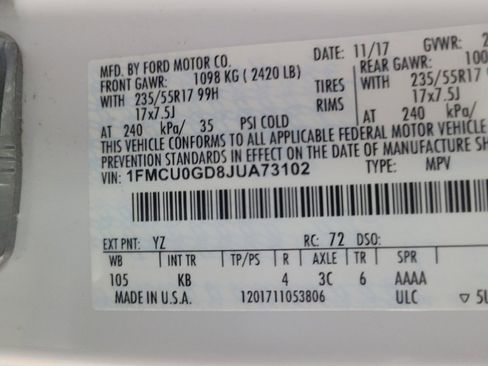 MFD. BY FORD MOTOR CO. DATE: 11/17 GVWR: 2
FRONT GAWR: 1098 KG ( 2420 LB) REAR GAWR: 100
WITH 235/55R17 99H TIRES 235/55R17
17x7.5J RIMS 17x7.5J
AT 240 kPa/ 35 PSI COLD AT 240 kPa/
THIS VEHICLE CONFORMS TO ALL APPLICABLE FEDERAL MOTOR VEHICLE
PREVENTION STANDARDS IN EFFECT ON THE DATE OF MANUFACTURE SH
VIN: 1FMCU0GD8JUA73102 TYPE: MPV
EXT PNT: YZ RC: 72 DSO:
WB INT TR TP/PS R AXLE TR SPR
105 KB 4 3C 6 AAAA
MADE IN U.S.A. 1201711053806 ULC ▽ 5U